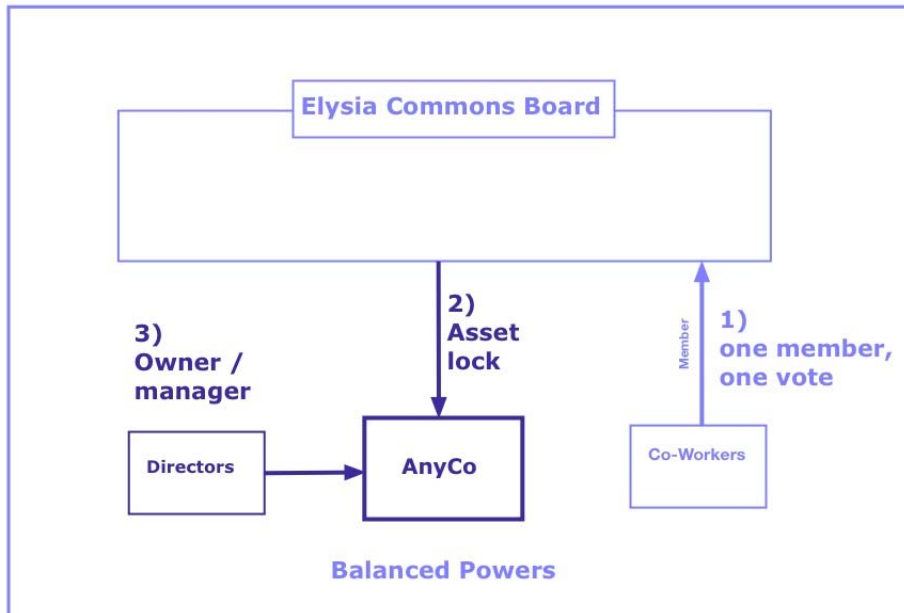 Elysia Commons Board
3)
Owner /
manager
2)
Asset
lock
Member
1)
one member,
one vote
Directors
AnyCo
Co-Workers
Balanced Powers